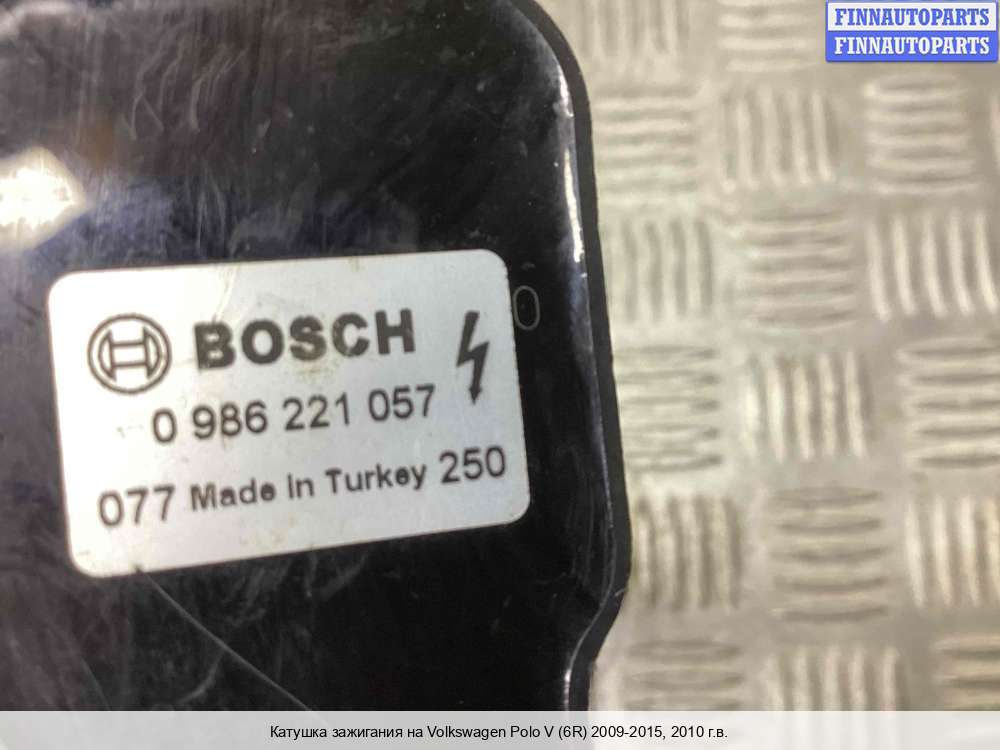 FINNAUTOPARTS
FINNAUTOPARTS
BOSCH
0 986 221 057
077 Made in Turkey 250
0
Катушка зажигания на Volkswagen Polo V (6R) 2009-2015, 2010 г.в.